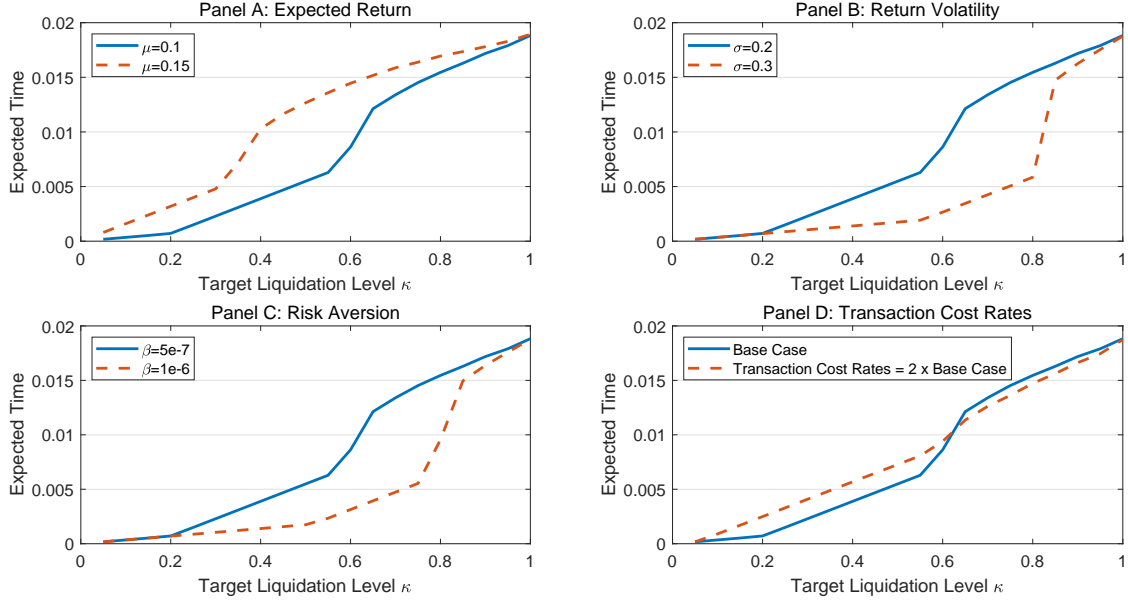 Panel A: Expected Return
0.02
0.015
0.01
0.005
0
Expected Time
μ=0.1
μ=0.15
0 0.2 0.4 0.6 0.8 1
Target Liquidation Level κ
Panel B: Return Volatility
0.02
0.015
0.01
0.005
0
Expected Time
σ=0.2
σ=0.3
0 0.2 0.4 0.6 0.8 1
Target Liquidation Level κ
Panel C: Risk Aversion
0.02
0.015
0.01
0.005
0
Expected Time
β=5e-7
β=1e-6
0 0.2 0.4 0.6 0.8 1
Target Liquidation Level κ
Panel D: Transaction Cost Rates
0.02
0.015
0.01
0.005
0
Expected Time
Base Case
Transaction Cost Rates = 2 x Base Case
0 0.2 0.4 0.6 0.8 1
Target Liquidation Level κ